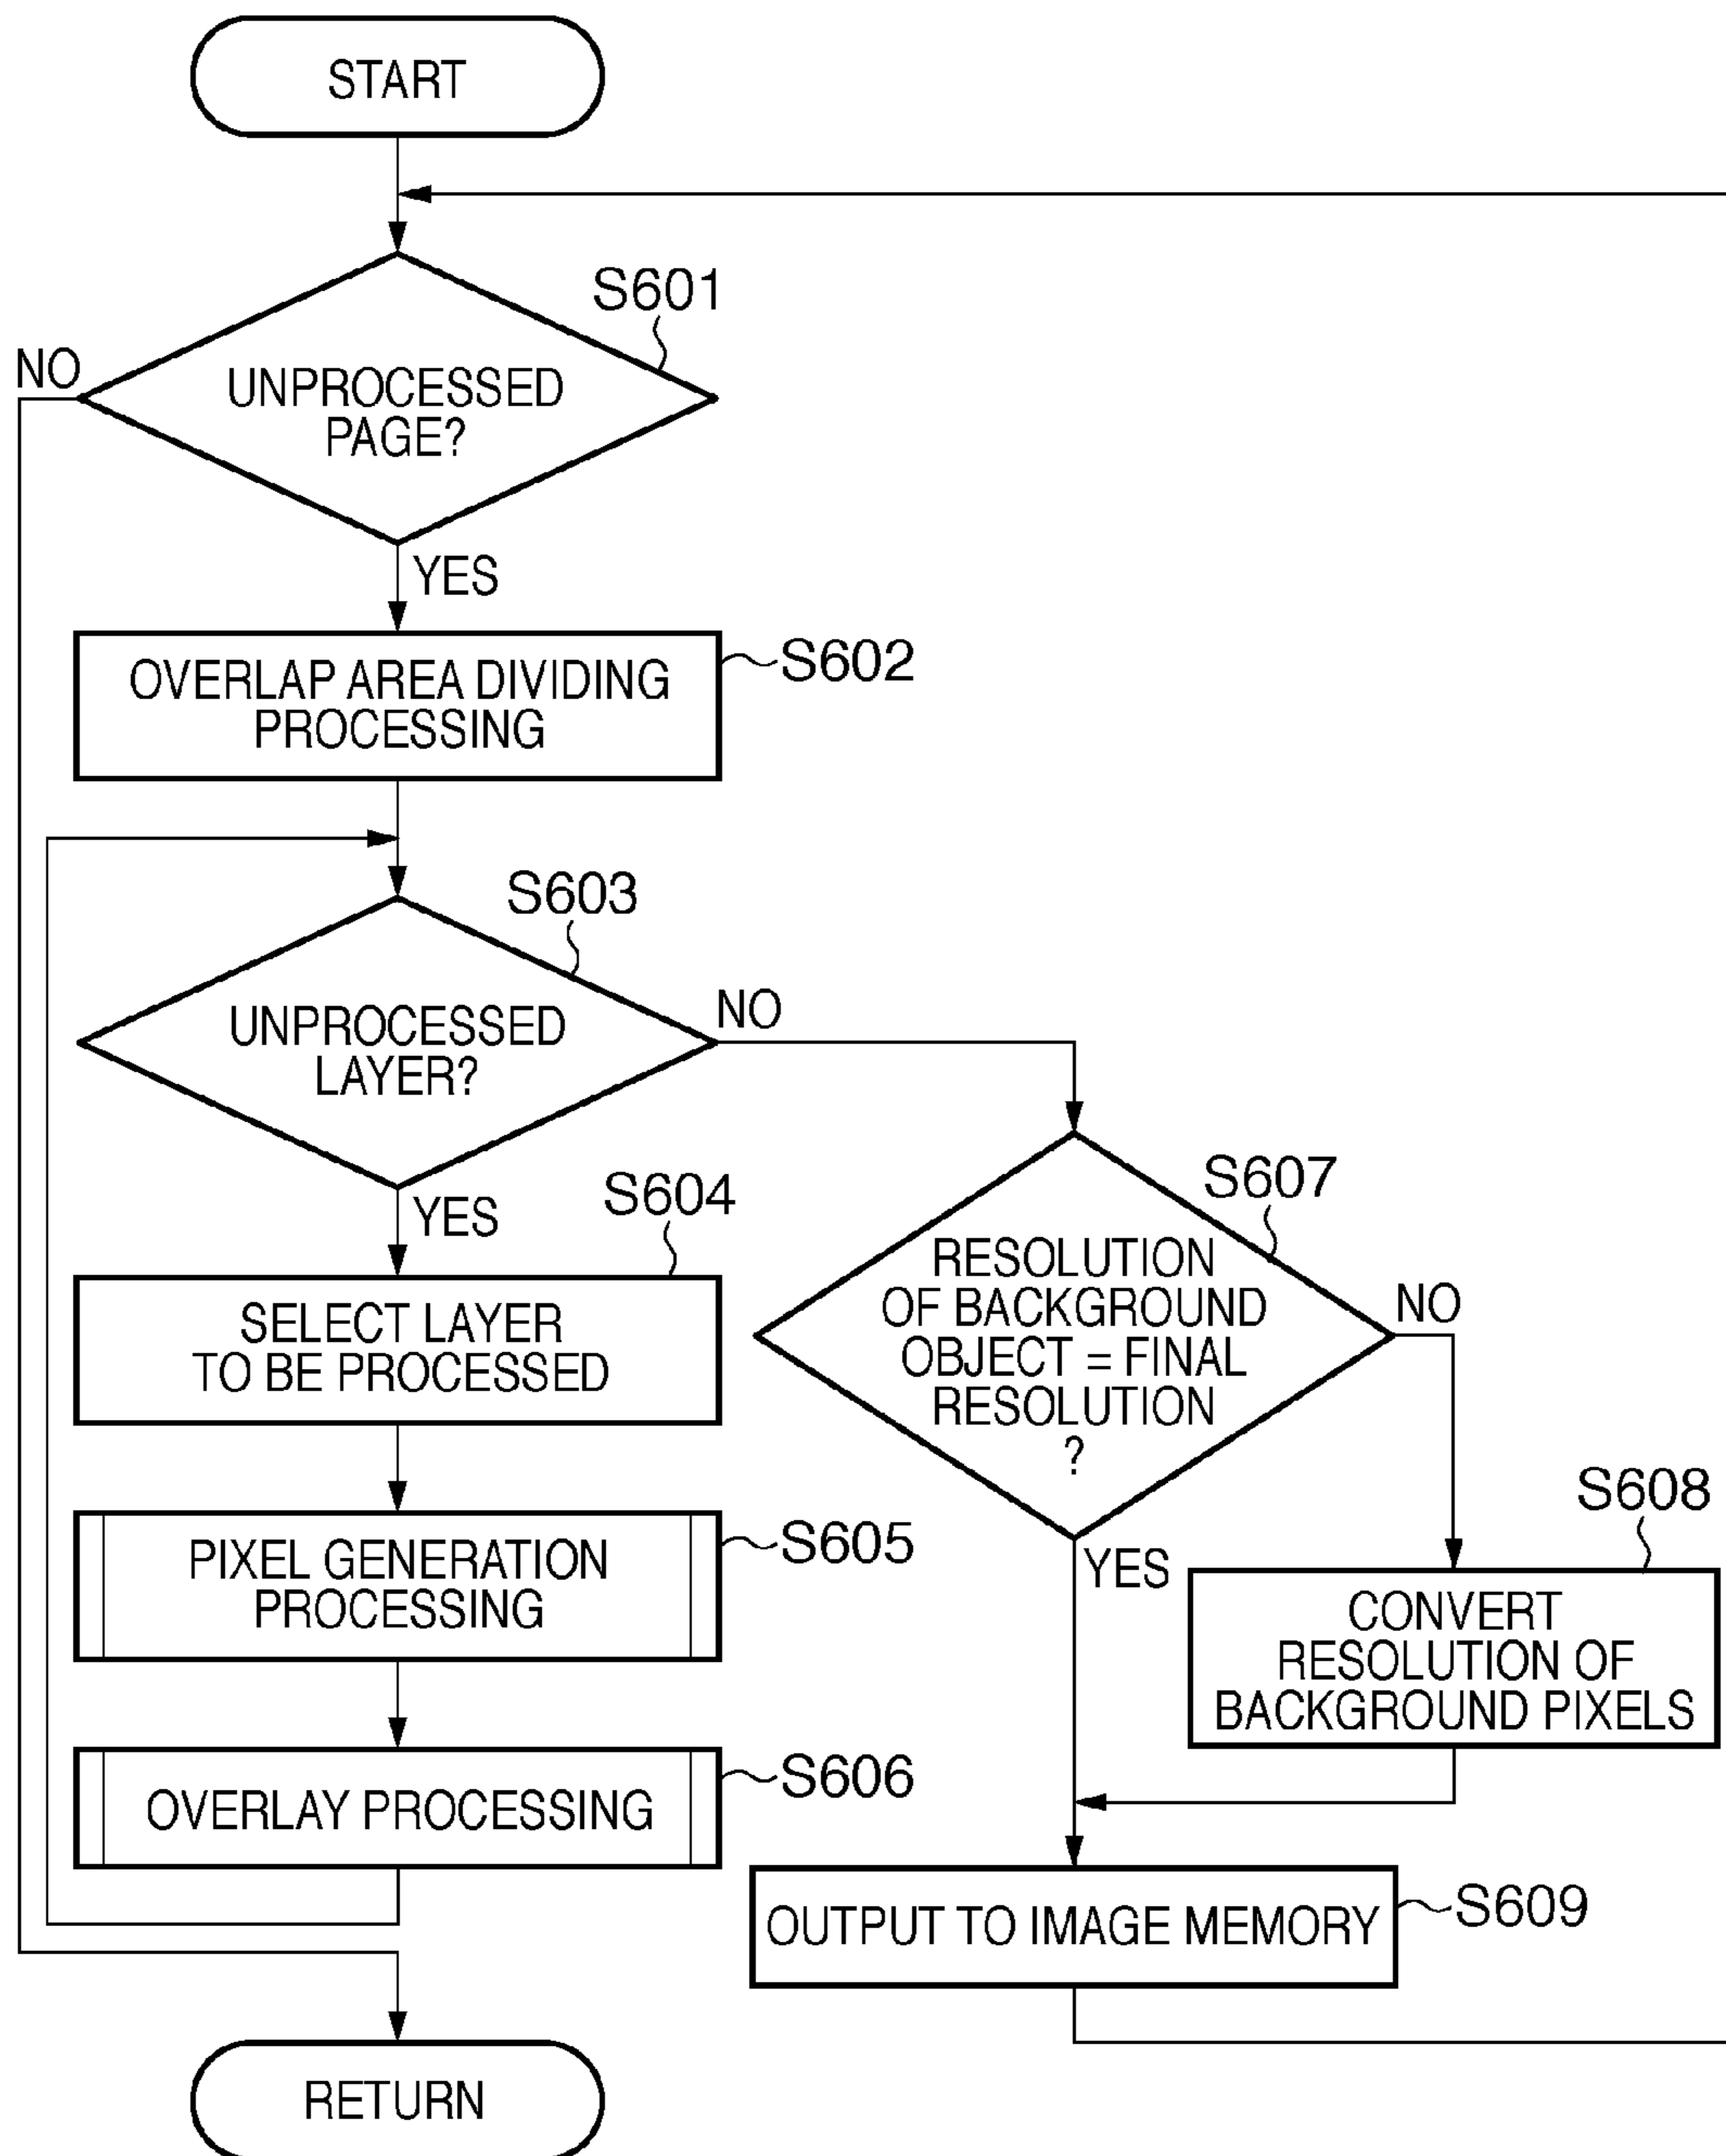 START
S601
NO
UNPROCESSED
PAGE?
YES
OVERLAP AREA DIVIDING
PROCESSING
S602
S603
UNPROCESSED
LAYER?
NO
YES
S604
SELECT LAYER
TO BE PROCESSED
PIXEL GENERATION
PROCESSING
S605
OVERLAY PROCESSING
S606
S607
RESOLUTION
OF BACKGROUND
OBJECT = FINAL
RESOLUTION
?
NO
YES
S608
CONVERT
RESOLUTION OF
BACKGROUND PIXELS
OUTPUT TO IMAGE MEMORY
S609
RETURN